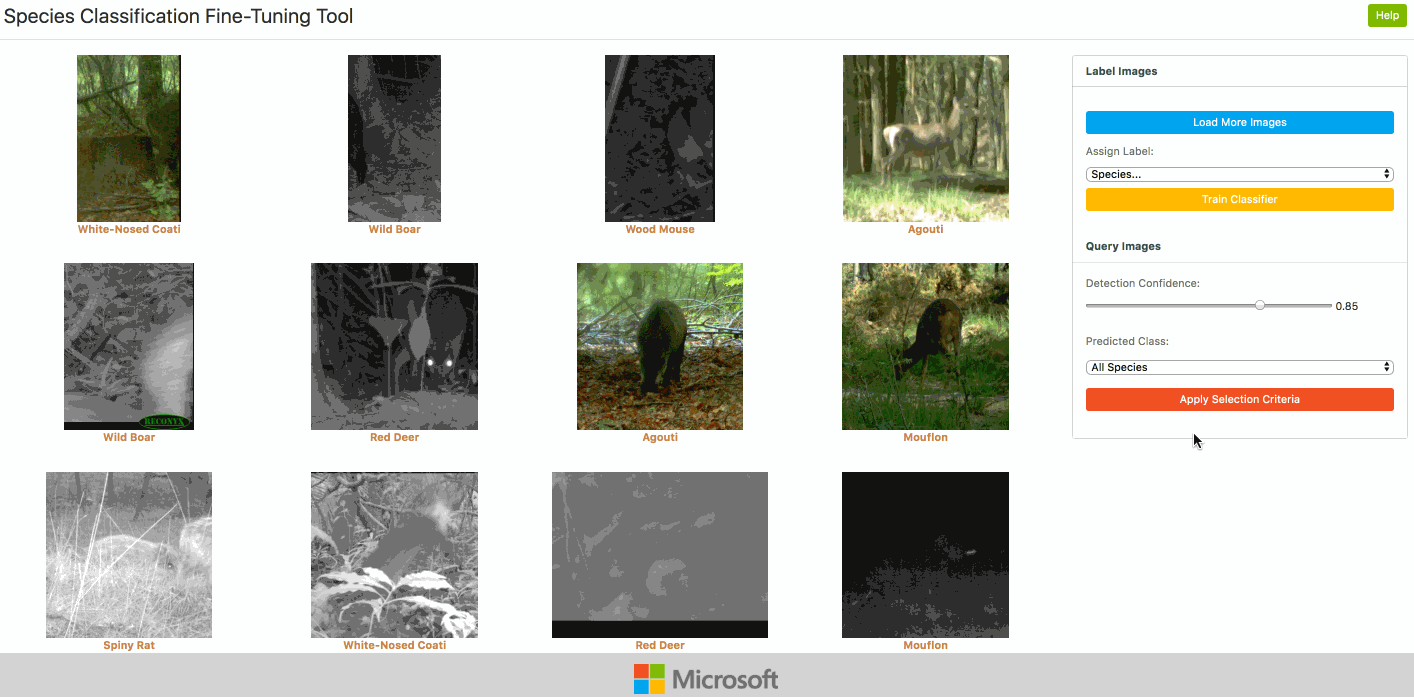 Species Classification Fine-Tuning Tool
Help
White-Nosed Coati
Wild Boar
Wood Mouse
Agouti
RECONYX
Wild Boar
Red Deer
Agouti
Mouflon
Spiny Rat
White-Nosed Coati
Red Deer
Mouflon
Label Images
Load More Images
Assign Label:
Species...
Train Classifier
Query Images
Detection Confidence:
0.85
Predicted Class:
All Species
Apply Selection Criteria
Microsoft